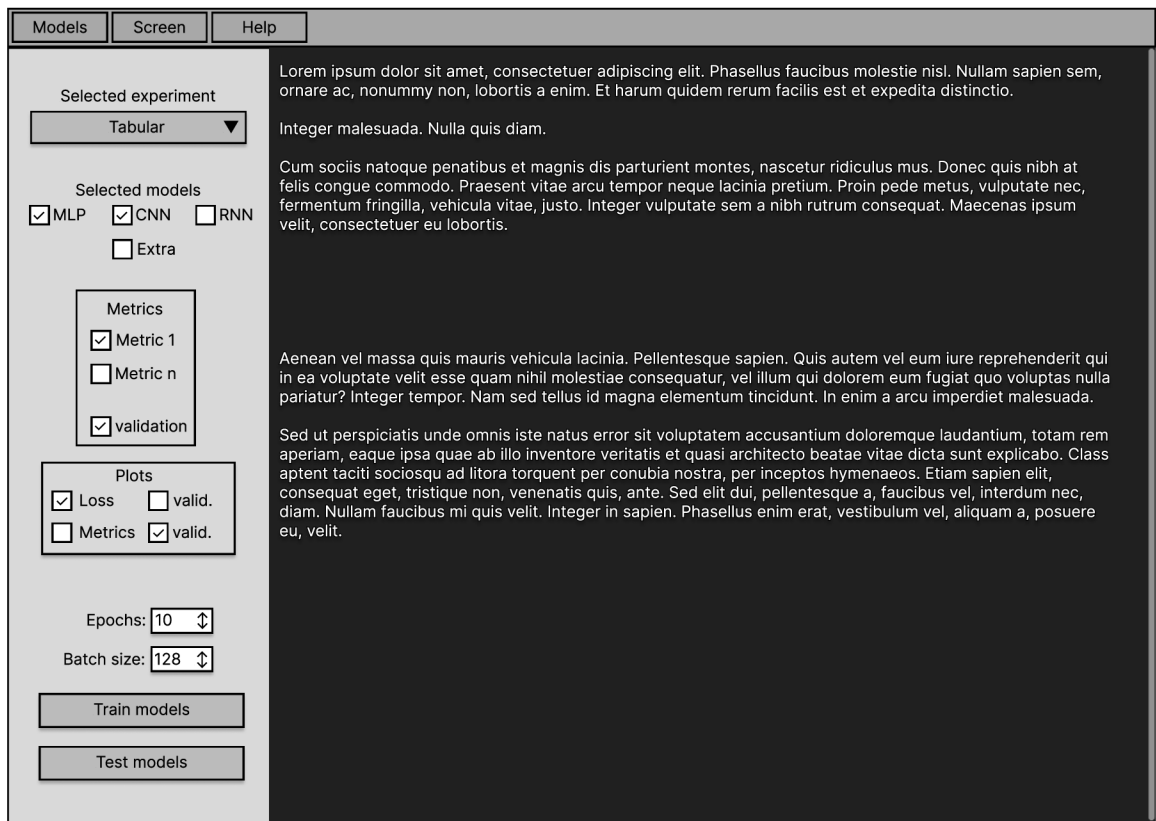 Models Screen Help
Selected experiment
Tabular
Selected models
MLP CNN RNN
Extra
Metrics
Metric 1
Metric n
validation
Plots
Loss valid.
Metrics valid.
Epochs: 10
Batch size: 128
Train models
Test models
Lorem ipsum dolor sit amet, consectetuer adipiscing elit. Phasellus faucibus molestie nisl. Nullam sapien sem,
ornare ac, nonummy non, lobortis a enim. Et harum quidem rerum facilis est et expedita distinctio.
Integer malesuada. Nulla quis diam.
Cum sociis natoque penatibus et magnis dis parturient montes, nascetur ridiculus mus. Donec quis nibh at
felis congue commodo. Praesent vitae arcu tempor neque lacinia pretium. Proin pede metus, vulputate nec,
fermentum fringilla, vehicula vitae, justo. Integer vulputate sem a nibh rutrum consequat. Maecenas ipsum
velit, consectetuer eu lobortis.
Aenean vel massa quis mauris vehicula lacinia. Pellentesque sapien. Quis autem vel eum iure reprehenderit qui
in ea voluptate velit esse quam nihil molestiae consequatur, vel illum qui dolorem eum fugiat quo voluptas nulla
pariatur? Integer tempor. Nam sed tellus id magna elementum tincidunt. In enim a arcu imperdiet malesuada.
Sed ut perspiciatis unde omnis iste natus error sit voluptatem accusantium doloremque laudantium, totam rem
aperiam, eaque ipsa quae ab illo inventore veritatis et quasi architecto beatae vitae dicta sunt explicabo. Class
aptent taciti sociosqu ad litora torquent per conubia nostra, per inceptos hymenaeos. Etiam sapien elit,
consequat eget, tristique non, venenatis quis, ante. Sed elit dui, pellentesque a, faucibus vel, interdum nec,
diam. Nullam faucibus mi quis velit. Integer in sapien. Phasellus enim erat, vestibulum vel, aliquam a, posuere
eu, velit.